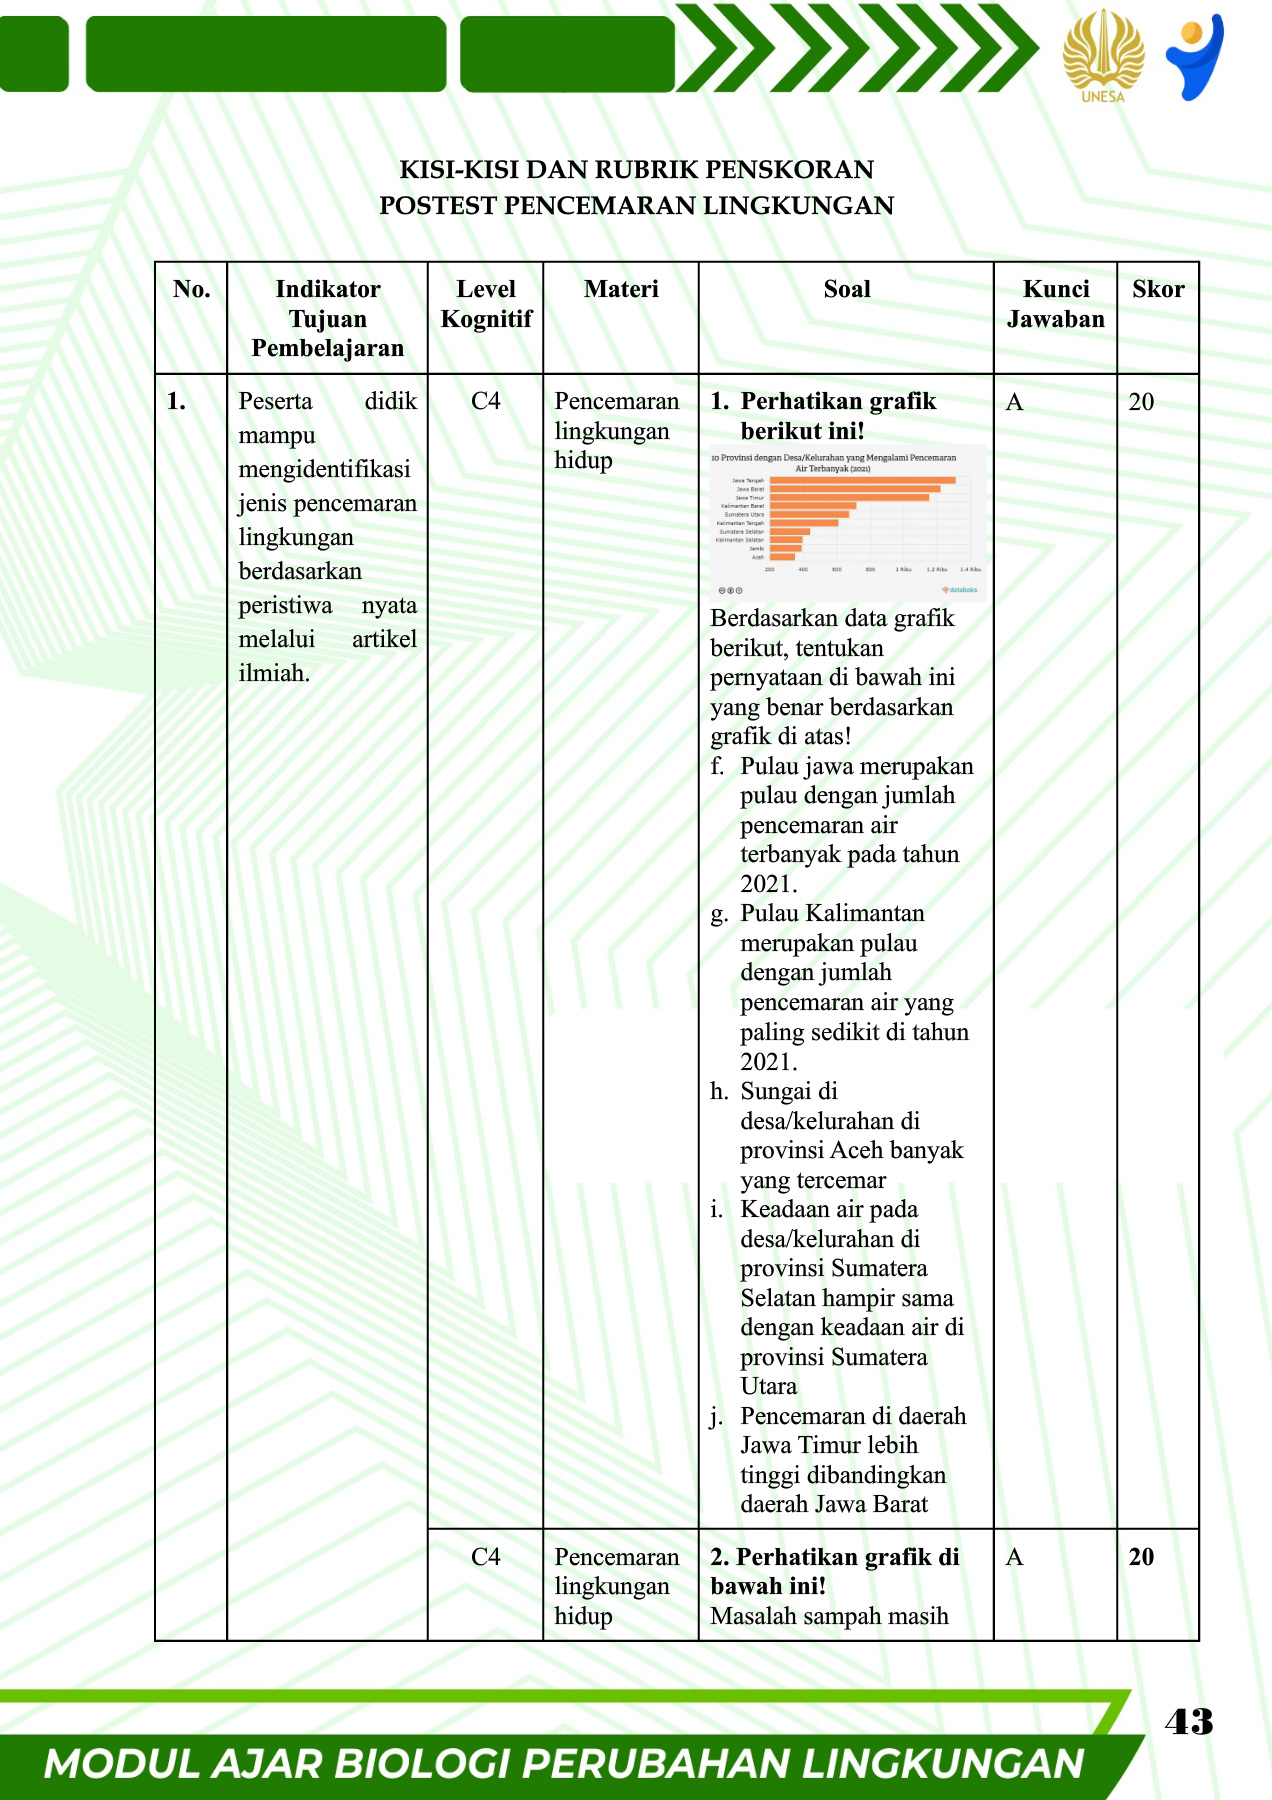 UNESA
KISI-KISI DAN RUBRIK PENSKORAN
POSTEST PENCEMARAN LINGKUNGAN
No.
Indikator
Tujuan
Pembelajaran
Level
Kognitif
Materi
Soal
Kunci
Jawaban
Skor
1.
Peserta didik
mampu
mengidentifikasi
jenis pencemaran
lingkungan
berdasarkan
peristiwa nyata
melalui artikel
ilmiah.
C4
Pencemaran
lingkungan
hidup
1. Perhatikan grafik
berikut ini!
10 Provinsi dengan Desa/Kelurahan yang Mengalami Pencemaran
Air Terbanyak (2021)
Jawa Tengah
Jawa Barat
Jawa Timur
Kalimantan Barat
Sumatera Utara
Kalimantan Tengah
Sumatera Selatan
Kalimantan Selatan
Jambi
Aceh
200 400 600 800 1 Ribu 1.2 Ribu 1.4 Ribu
databoks
Berdasarkan data grafik
berikut, tentukan
pernyataan di bawah ini
yang benar berdasarkan
grafik di atas!
f. Pulau jawa merupakan
pulau dengan jumlah
pencemaran air
terbanyak pada tahun
2021.
g. Pulau Kalimantan
merupakan pulau
dengan jumlah
pencemaran air yang
paling sedikit di tahun
2021.
h. Sungai di
desa/kelurahan di
provinsi Aceh banyak
yang tercemar
i. Keadaan air pada
desa/kelurahan di
provinsi Sumatera
Selatan hampir sama
dengan keadaan air di
provinsi Sumatera
Utara
j. Pencemaran di daerah
Jawa Timur lebih
tinggi dibandingkan
daerah Jawa Barat
A
20
C4
Pencemaran
lingkungan
hidup
2. Perhatikan grafik di
bawah ini!
Masalah sampah masih
A
20
43
MODUL AJAR BIOLOGI PERUBAHAN LINGKUNGAN